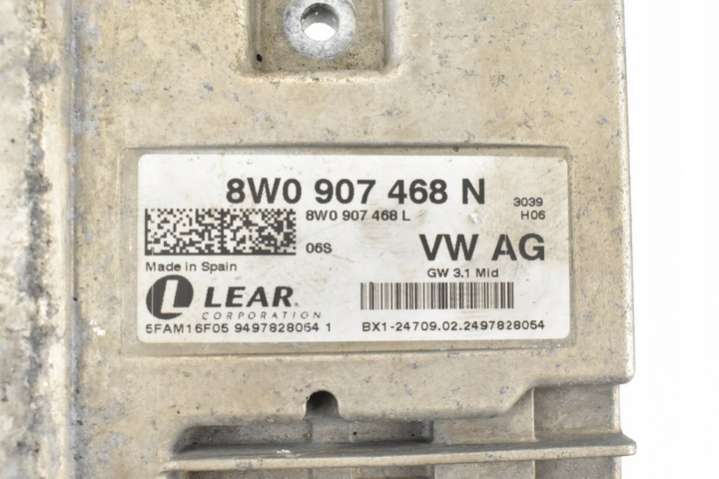 8W0 907 468 N
3039
8W0 907 468 L
H06
06S
VW AG
Made in Spain
GW 3.1 Mid
LEAR.
CORPORATION
5FAM16F05 9497828064 1
BX1-24709.02.2497828054